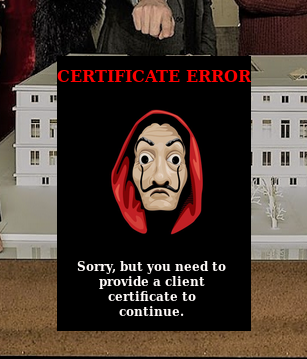 CERTIFICATE ERROR
Sorry, but you need to
provide a client
certificate to
continue.